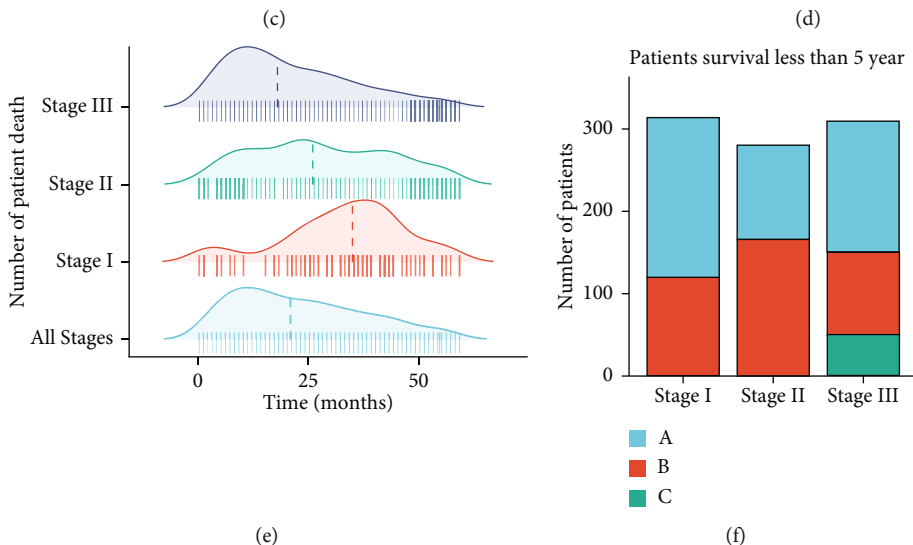 (c)
(d)
Number of patient death
Stage III
Stage II
Stage I
All Stages
0
25
50
Time (months)
Patients survival less than 5 year
Number of patients
300
200
100
0
Stage I
Stage II
Stage III
A
B
C
(e)
(f)